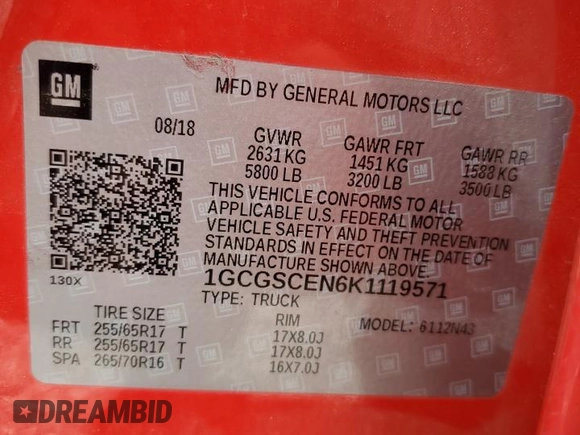 GM
MFD BY GENERAL MOTORS LLC
08/18
GVWR GAWR FRT GAWR RR
2631 KG 1451 KG 1588 KG
5800 LB 3200 LB 3500 LB
THIS VEHICLE CONFORMS TO ALL
APPLICABLE U.S. FEDERAL MOTOR
VEHICLE SAFETY AND THEFT PREVENTION
STANDARDS IN EFFECT ON THE DATE OF
MANUFACTURE SHOWN ABOVE
130X
1GCGSCEN6K1119571
TYPE: TRUCK
TIRE SIZE RIM MODEL: 6112N43
FRT 255/65R17 T 17X8.0J
RR 255/65R17 T 17X8.0J
SPA 265/70R16 T 16X7.0J
DREAMBID